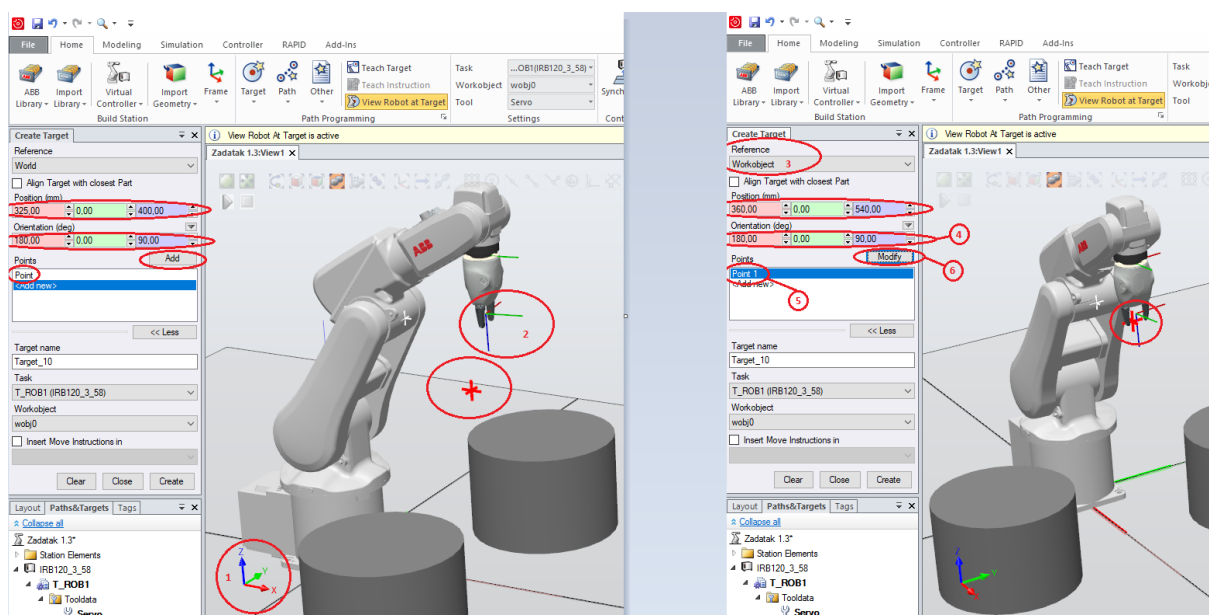 File Home Modeling Simulation Controller RAPID Add-Ins
ABB Library
Import Library
Virtual Controller
Import Geometry
Frame
Target
Path
Other
Teach Target
Teach Instruction
View Robot at Target
Task ...OB1(IRB120_3_58)
Workobject wobj0
Tool Servo
Synch
Build Station Path Programming Settings Cont
Create Target
View Robot At Target is active
Reference
World
Zadatak 1.3:View1
Align Target with closest Part
Position (mm)
325,00 0,00 400,00
Orientation (deg)
180,00 0,00 90,00
Points Add
Point
<Add new>
<< Less
Target name
Target_10
Task
T_ROB1 (IRB120_3_58)
Workobject
wobj0
Insert Move Instructions in
Clear Close Create
Layout Paths&Targets Tags
Collapse all
Zadatak 1.3*
Station Elements
IRB120_3_58
T_ROB1
Tooldata
Servo
ABB
2
1
Z
Y
X
File Home Modeling Simulation Controller RAPID Add-Ins
ABB Library
Import Library
Virtual Controller
Import Geometry
Frame
Target
Path
Other
Teach Target
Teach Instruction
View Robot at Target
Task
Workobj
Tool
Build Station Path Programming
Create Target
View Robot At Target is active
Reference
Workobject 3
Zadatak 1.3:View1
Align Target with closest Part
Position (mm)
360,00 0,00 540,00
Orientation (deg)
180,00 0,00 90,00
4
Points Modify
6
Point 1
<Add new>
5
<< Less
Target name
Target_10
Task
T_ROB1 (IRB120_3_58)
Workobject
wobj0
Insert Move Instructions in
Clear Close Create
Layout Paths&Targets Tags
Collapse all
Zadatak 1.3*
Station Elements
IRB120_3_58
T_ROB1
Tooldata
Servo
ABB
Z
Y